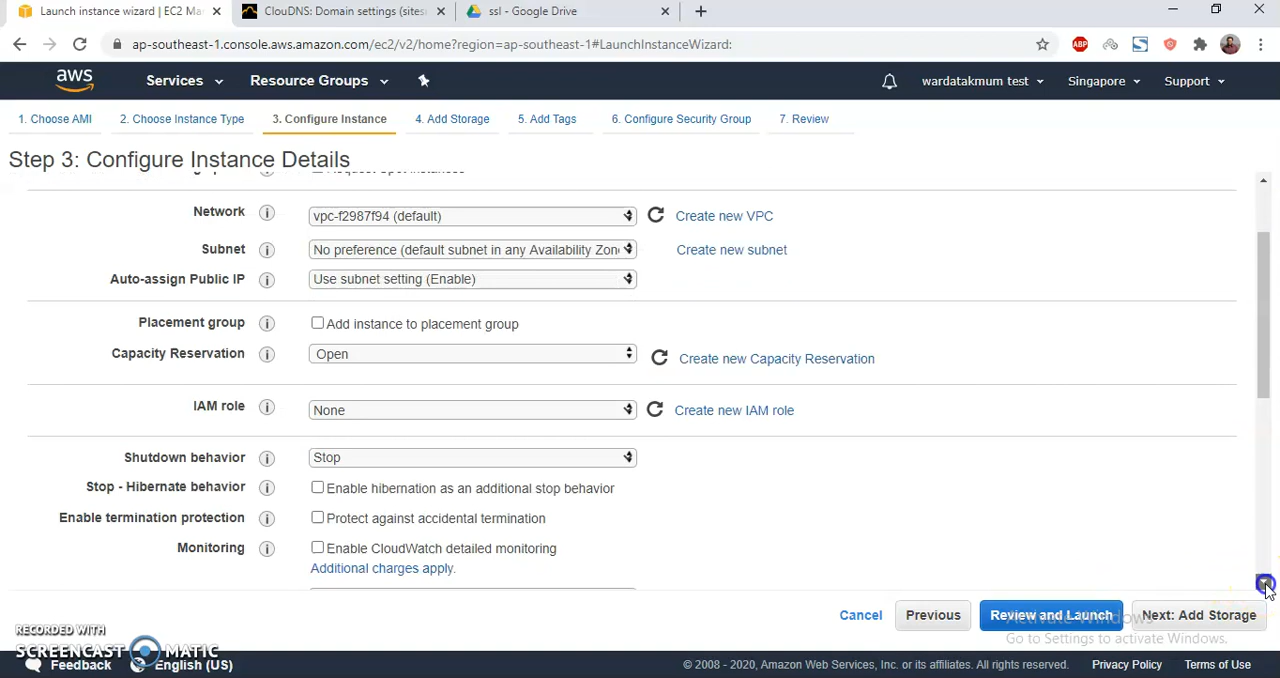 Launch instance wizard | EC2 Ma
ClouDNS: Domain settings (sites
ssl - Google Drive
ap-southeast-1.console.aws.amazon.com/ec2/v2/home?region=ap-southeast-1#LaunchInstanceWizard:
ABP
aws Services Resource Groups wardatakmum test Singapore Support
1. Choose AMI 2. Choose Instance Type 3. Configure Instance 4. Add Storage 5. Add Tags 6. Configure Security Group 7. Review
Step 3: Configure Instance Details
Network vpc-f2987f94 (default) Create new VPC
Subnet No preference (default subnet in any Availability Zon Create new subnet
Auto-assign Public IP Use subnet setting (Enable)
Placement group Add instance to placement group
Capacity Reservation Open Create new Capacity Reservation
IAM role None Create new IAM role
Shutdown behavior Stop
Stop - Hibernate behavior Enable hibernation as an additional stop behavior
Enable termination protection Protect against accidental termination
Monitoring Enable CloudWatch detailed monitoring
Additional charges apply.
Cancel Previous Review and Launch Next: Add Storage
Activate Windows
Go to Settings to activate Windows.
RECORDED WITH
SCREENCAST MATIC
Feedback English (US) © 2008 - 2020, Amazon Web Services, Inc. or its affiliates. All rights reserved. Privacy Policy Terms of Use